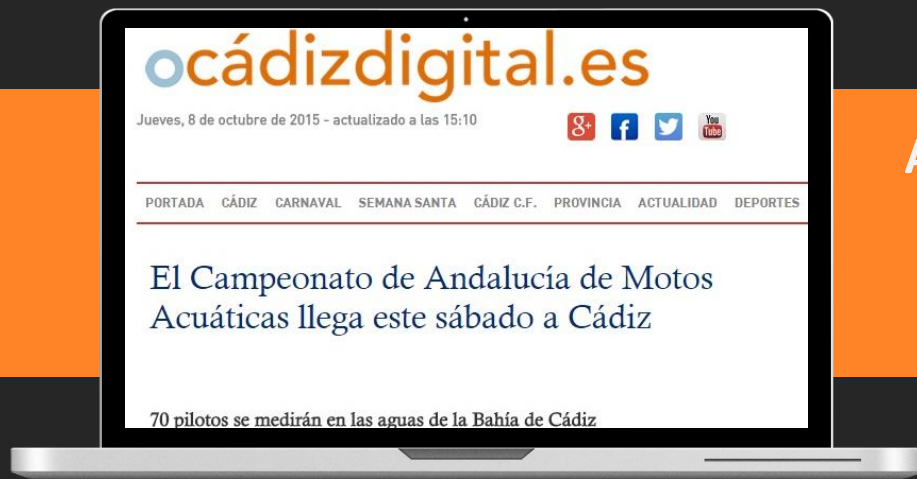 ocádizdigital.es
Jueves, 8 de octubre de 2015 - actualizado a las 15:10
8+ f You Tube
PORTADA CÁDIZ CARNAVAL SEMANA SANTA CÁDIZ C.F. PROVINCIA ACTUALIDAD DEPORTES
El Campeonato de Andalucía de Motos
Acuáticas llega este sábado a Cádiz
70 pilotos se medirán en las aguas de la Bahía de Cádiz